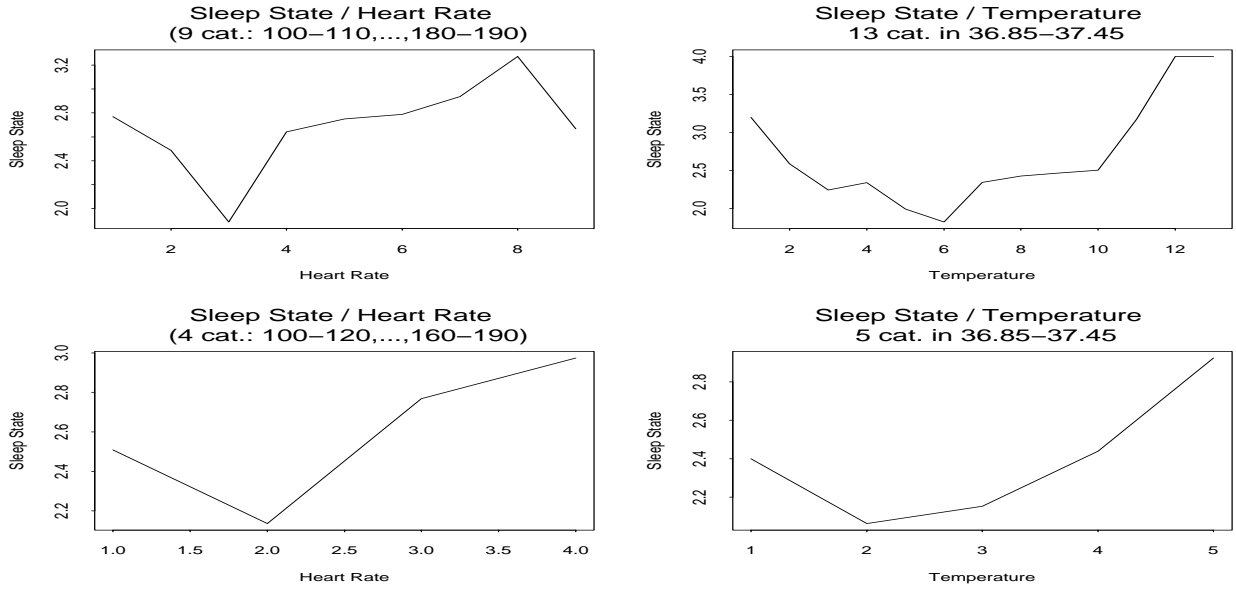 Sleep State / Heart Rate
(9 cat.: 100−110,...,180−190)
Sleep State
3.2
2.8
2.4
2.0
2 4 6 8
Heart Rate
Sleep State / Temperature
13 cat. in 36.85−37.45
Sleep State
4.0
3.5
3.0
2.5
2.0
2 4 6 8 10 12
Temperature
Sleep State / Heart Rate
(4 cat.: 100−120,...,160−190)
Sleep State
3.0
2.8
2.6
2.4
2.2
1.0 1.5 2.0 2.5 3.0 3.5 4.0
Heart Rate
Sleep State / Temperature
5 cat. in 36.85−37.45
Sleep State
2.8
2.6
2.4
2.2
1 2 3 4 5
Temperature